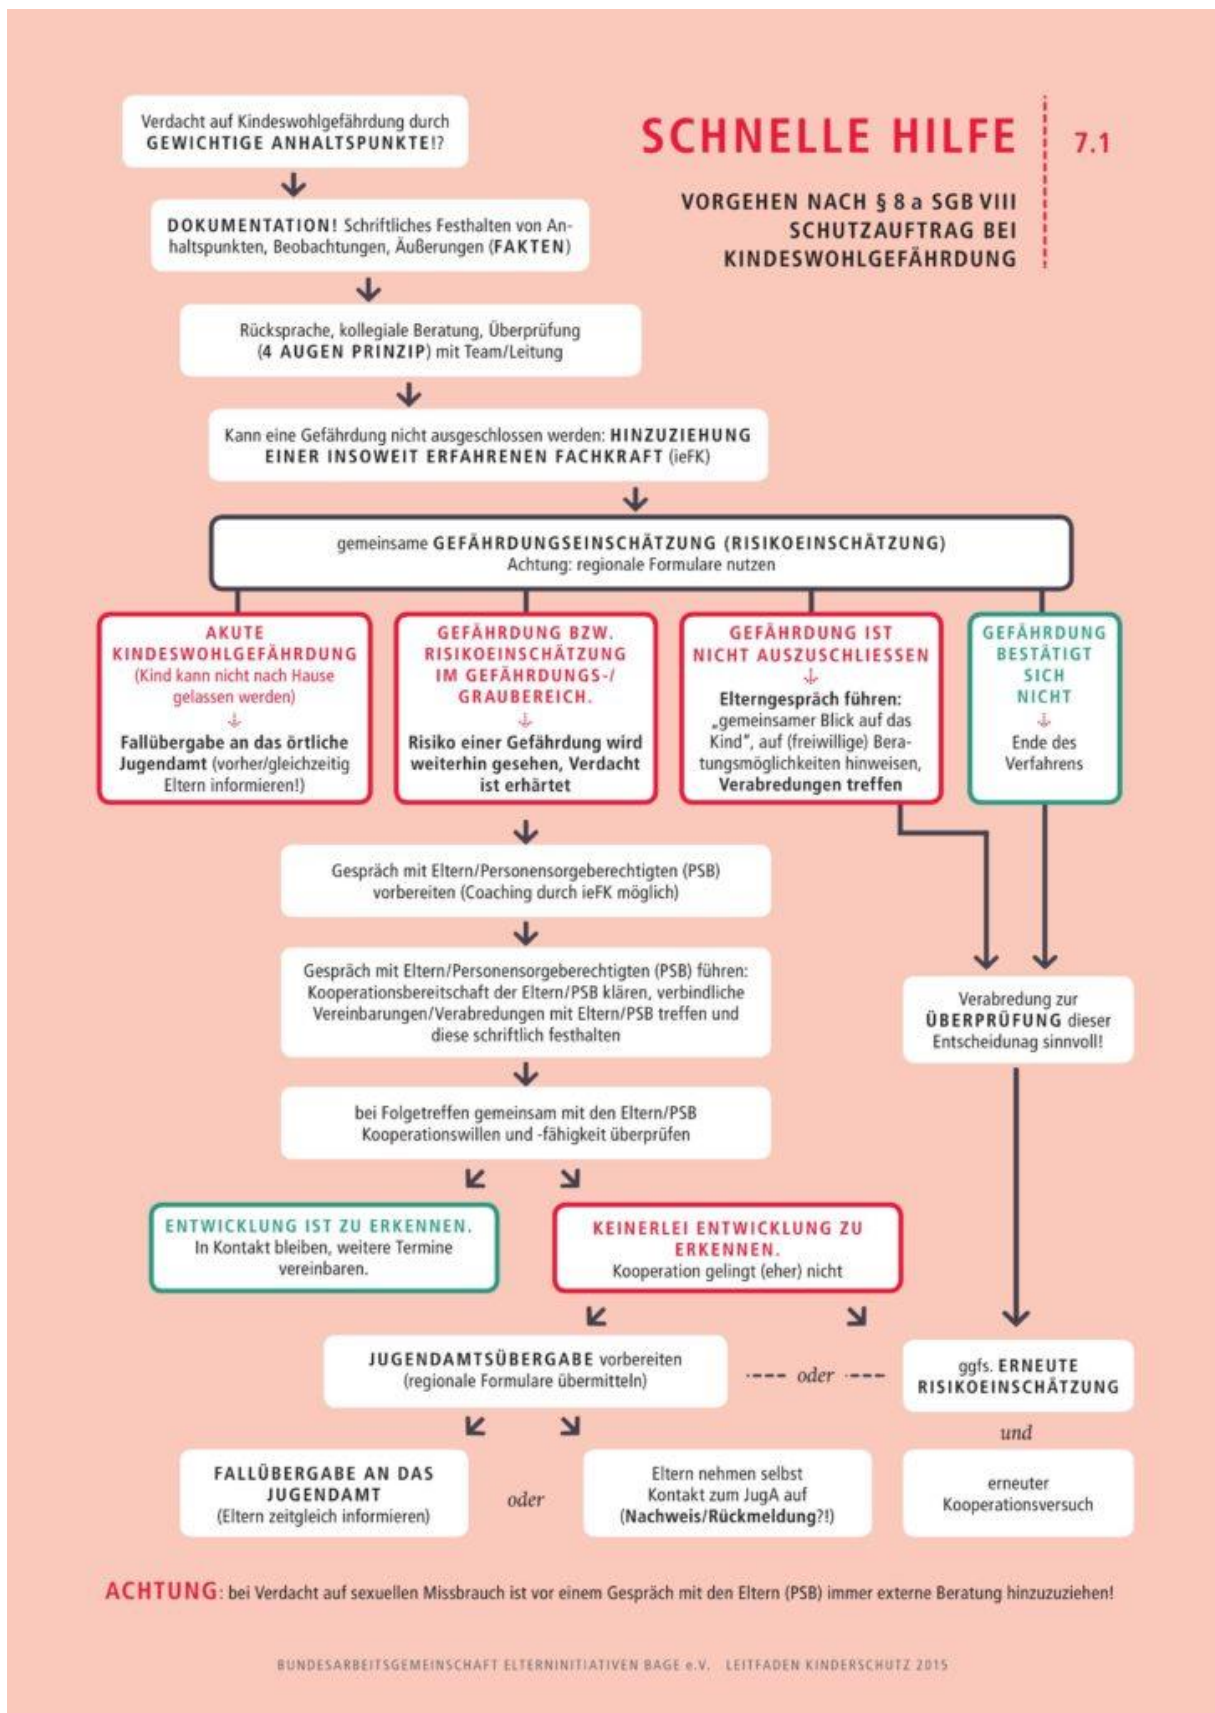 SCHNELLE HILFE
7.1
VORGEHEN NACH § 8 a SGB VIII
SCHUTZAUFTRAG BEI
KINDESWOHLGEFÄHRDUNG
Verdacht auf Kindeswohlgefährdung durch
GEWICHTIGE ANHALTSPUNKTE!?
DOKUMENTATION! Schriftliches Festhalten von An-
haltspunkten, Beobachtungen, Äußerungen (FAKTEN)
Rücksprache, kollegiale Beratung, Überprüfung
(4 AUGEN PRINZIP) mit Team/Leitung
Kann eine Gefährdung nicht ausgeschlossen werden: HINZUZIEHUNG
EINER INSOWEIT ERFAHRENEN FACHKRAFT (ieFK)
gemeinsame GEFÄHRDUNGSEINSCHÄTZUNG (RISIKOEINSCHÄTZUNG)
Achtung: regionale Formulare nutzen
AKUTE
KINDESWOHLGEFÄHRDUNG
(Kind kann nicht nach Hause
gelassen werden)
Fallübergabe an das örtliche
Jugendamt (vorher/gleichzeitig
Eltern informieren!)
GEFÄHRDUNG BZW.
RISIKOEINSCHÄTZUNG
IM GEFÄHRDUNGS-/
GRAUBEREICH.
Risiko einer Gefährdung wird
weiterhin gesehen, Verdacht
ist erhärtet
GEFÄHRDUNG IST
NICHT AUSZUSCHLIESSEN
Elterngespräch führen:
„gemeinsamer Blick auf das
Kind“, auf (freiwillige) Bera-
tungsmöglichkeiten hinweisen,
Verabredungen treffen
GEFÄHRDUNG
BESTÄTIGT
SICH
NICHT
Ende des
Verfahrens
Gespräch mit Eltern/Personensorgeberechtigten (PSB)
vorbereiten (Coaching durch ieFK möglich)
Gespräch mit Eltern/Personensorgeberechtigten (PSB) führen:
Kooperationsbereitschaft der Eltern/PSB klären, verbindliche
Vereinbarungen/Verabredungen mit Eltern/PSB treffen und
diese schriftlich festhalten
Verabredung zur
ÜBERPRÜFUNG dieser
Entscheidunag sinnvoll!
bei Folgetreffen gemeinsam mit den Eltern/PSB
Kooperationswillen und -fähigkeit überprüfen
ENTWICKLUNG IST ZU ERKENNEN.
In Kontakt bleiben, weitere Termine
vereinbaren.
KEINERLEI ENTWICKLUNG ZU
ERKENNEN.
Kooperation gelingt (eher) nicht
JUGENDAMTSÜBERGABE vorbereiten
(regionale Formulare übermitteln)
oder
ggfs. ERNEUTE
RISIKOEINSCHÄTZUNG
und
FALLÜBERGABE AN DAS
JUGENDAMT
(Eltern zeitgleich informieren)
oder
Eltern nehmen selbst
Kontakt zum JugA auf
(Nachweis/Rückmeldung?!)
erneuter
Kooperationsversuch
ACHTUNG: bei Verdacht auf sexuellen Missbrauch ist vor einem Gespräch mit den Eltern (PSB) immer externe Beratung hinzuzuziehen!
BUNDESARBEITSGEMEINSCHAFT ELTERNINITIATIVEN BAGE e.V. LEITFADEN KINDERSCHUTZ 2015